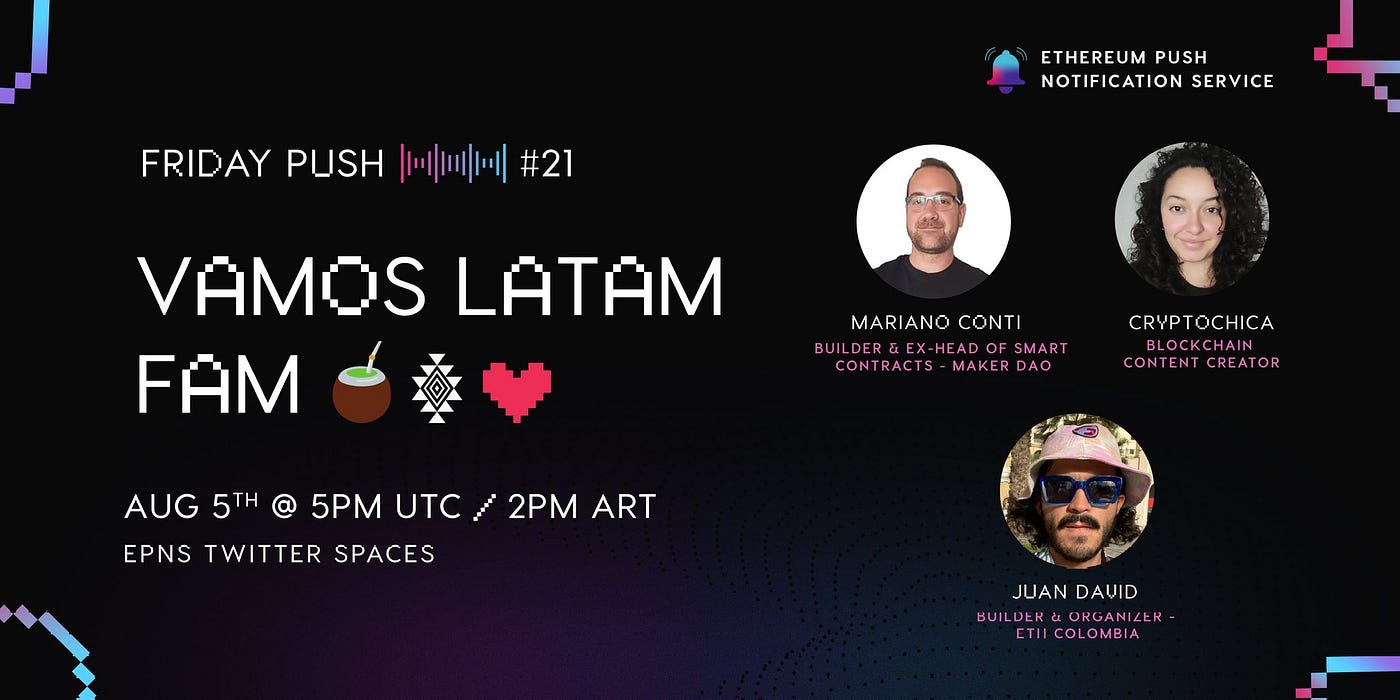 ETHEREUM PUSH
NOTIFICATION SERVICE
FRIDAY PUSH #21
VAMOS LATAM
FAM
AUG 5TH @ 5PM UTC / 2PM ART
EPNS TWITTER SPACES
MARIANO CONTI
BUILDER & EX-HEAD OF SMART
CONTRACTS - MAKER DAO
CRYPTOCHICA
BLOCKCHAIN
CONTENT CREATOR
JUAN DAVID
BUILDER & ORGANIZER -
ETH COLOMBIA